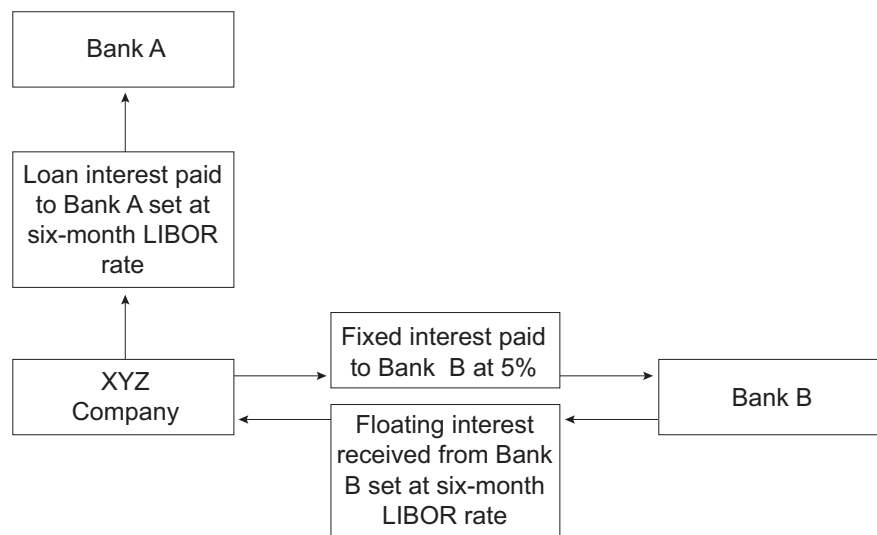 Bank A
Loan interest paid
to Bank A set at
six-month LIBOR
rate
XYZ
Company
Fixed interest paid
to Bank B at 5%
Floating interest
received from Bank
B set at six-month
LIBOR rate
Bank B